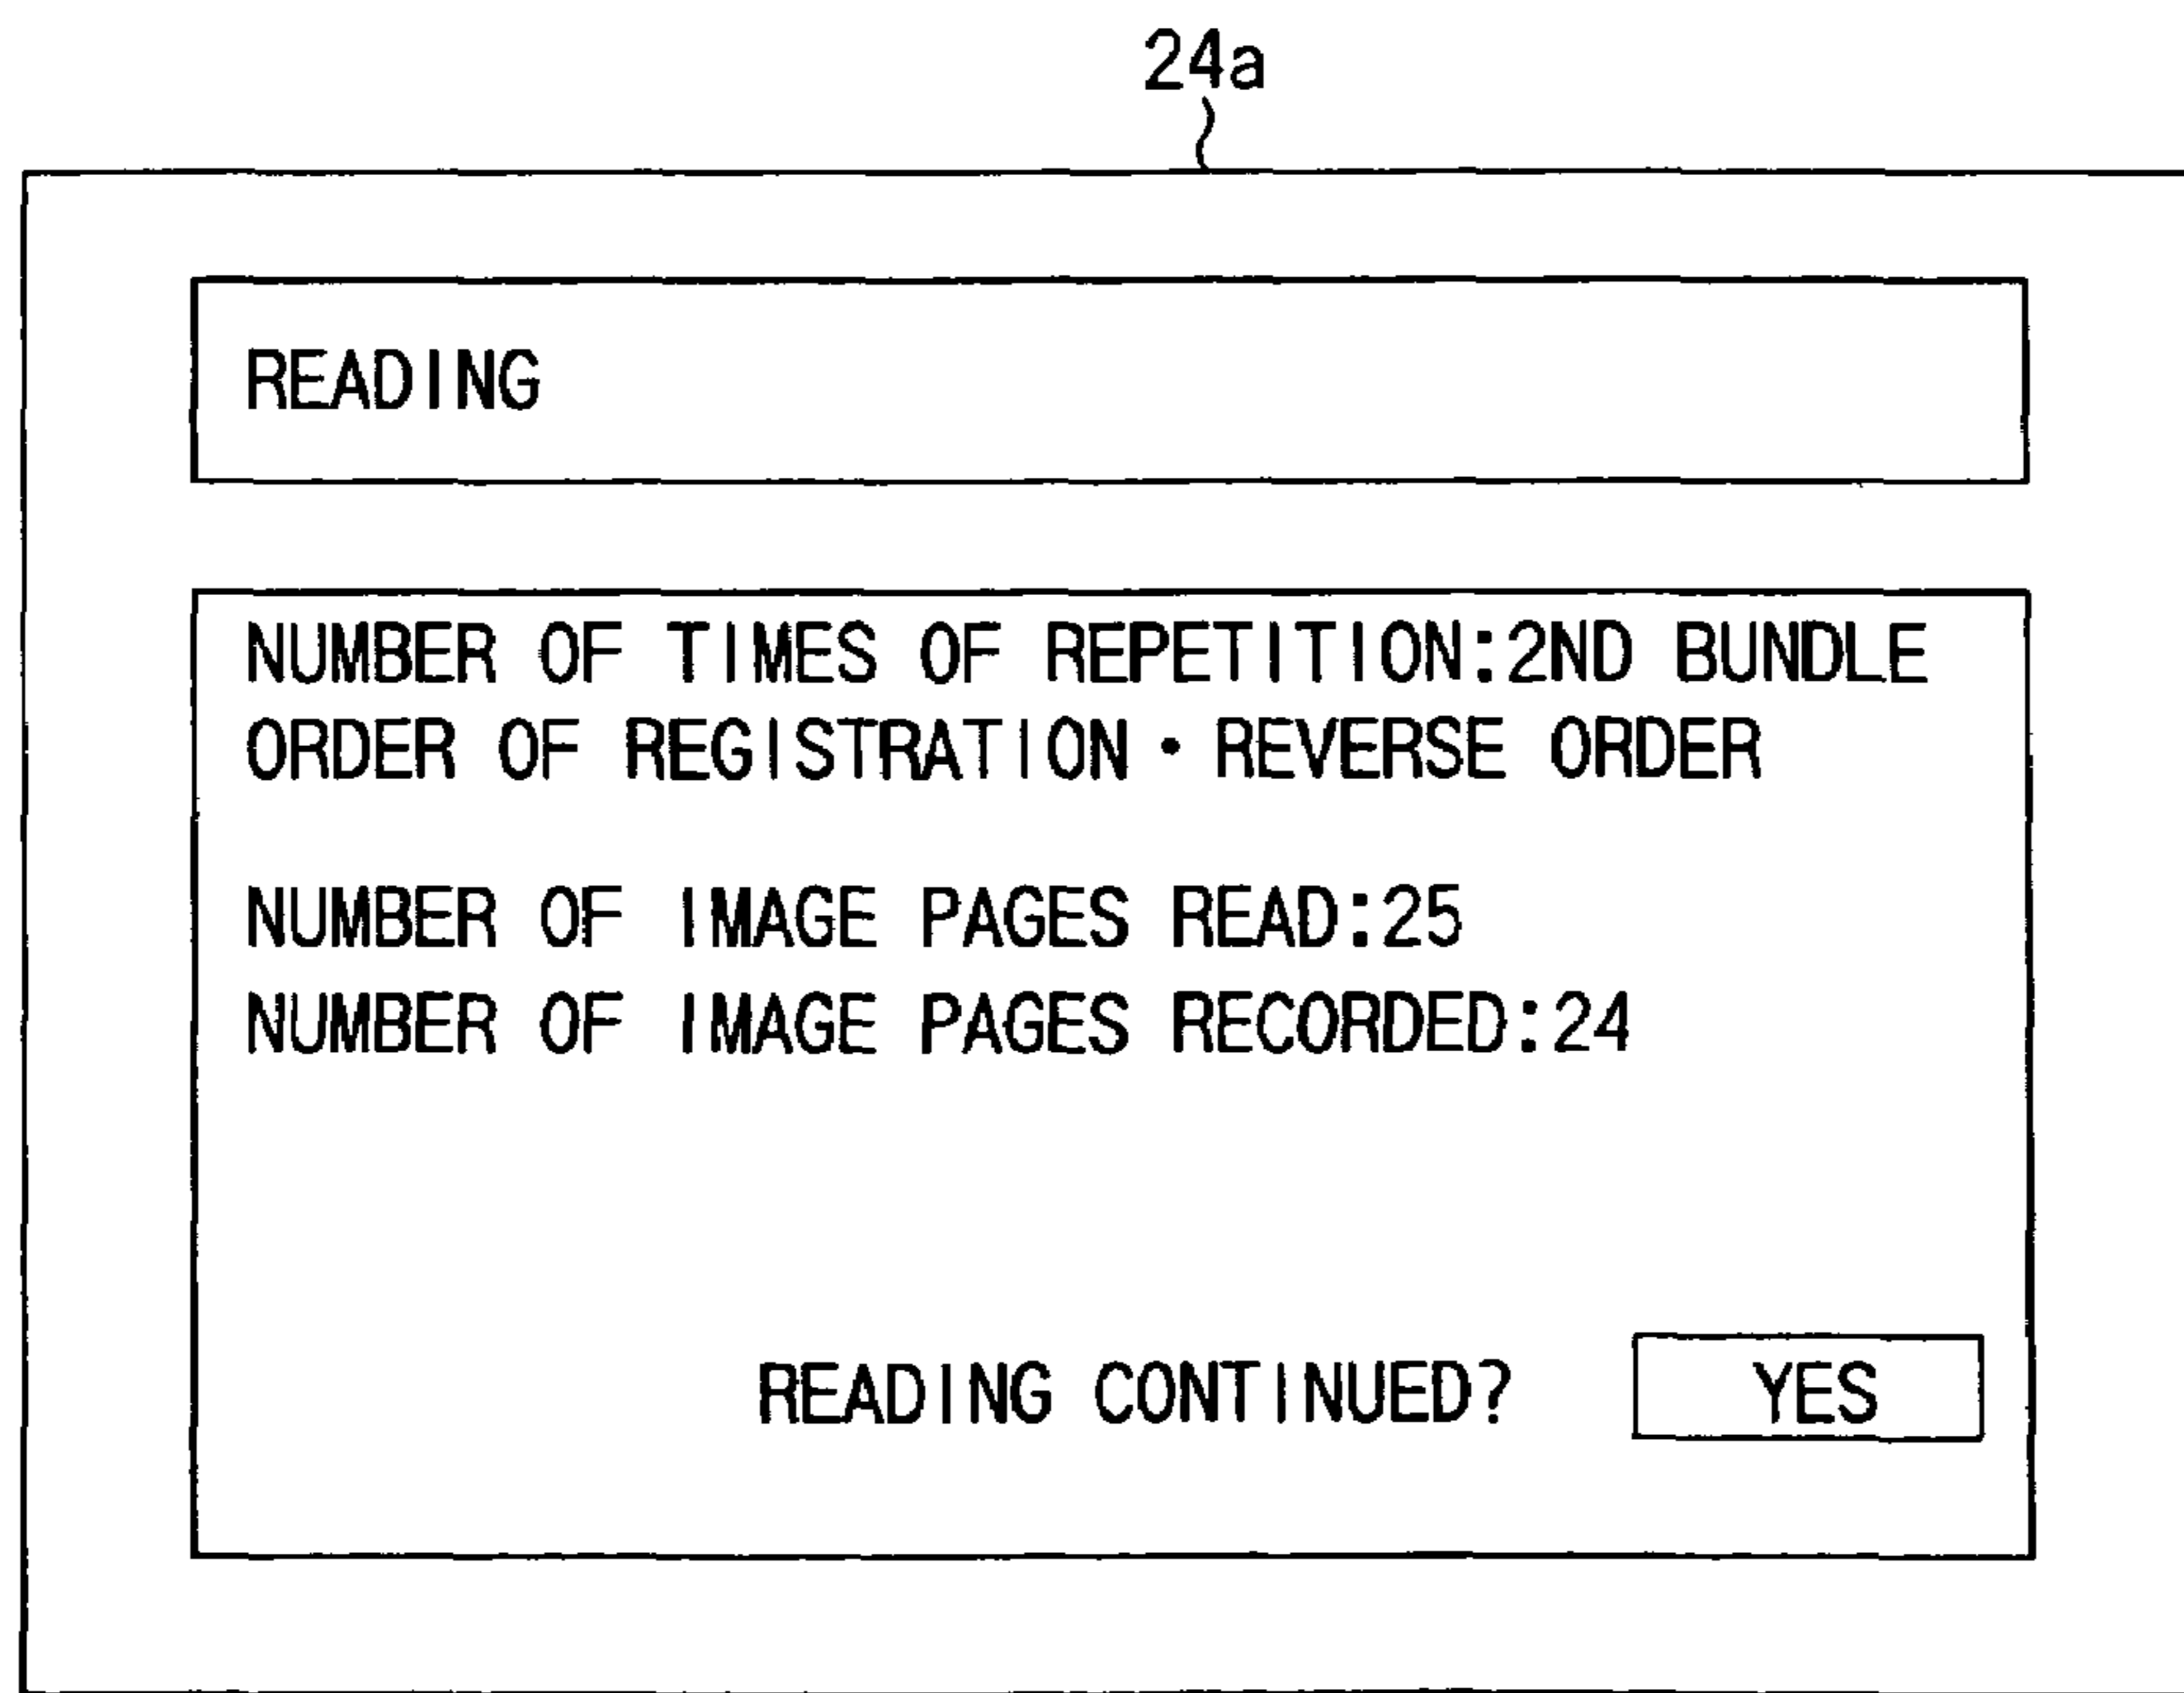 24a
READING
NUMBER OF TIMES OF REPETITION:2ND BUNDLE
ORDER OF REGISTRATION・REVERSE ORDER
NUMBER OF IMAGE PAGES READ:25
NUMBER OF IMAGE PAGES RECORDED:24
READING CONTINUED? YES